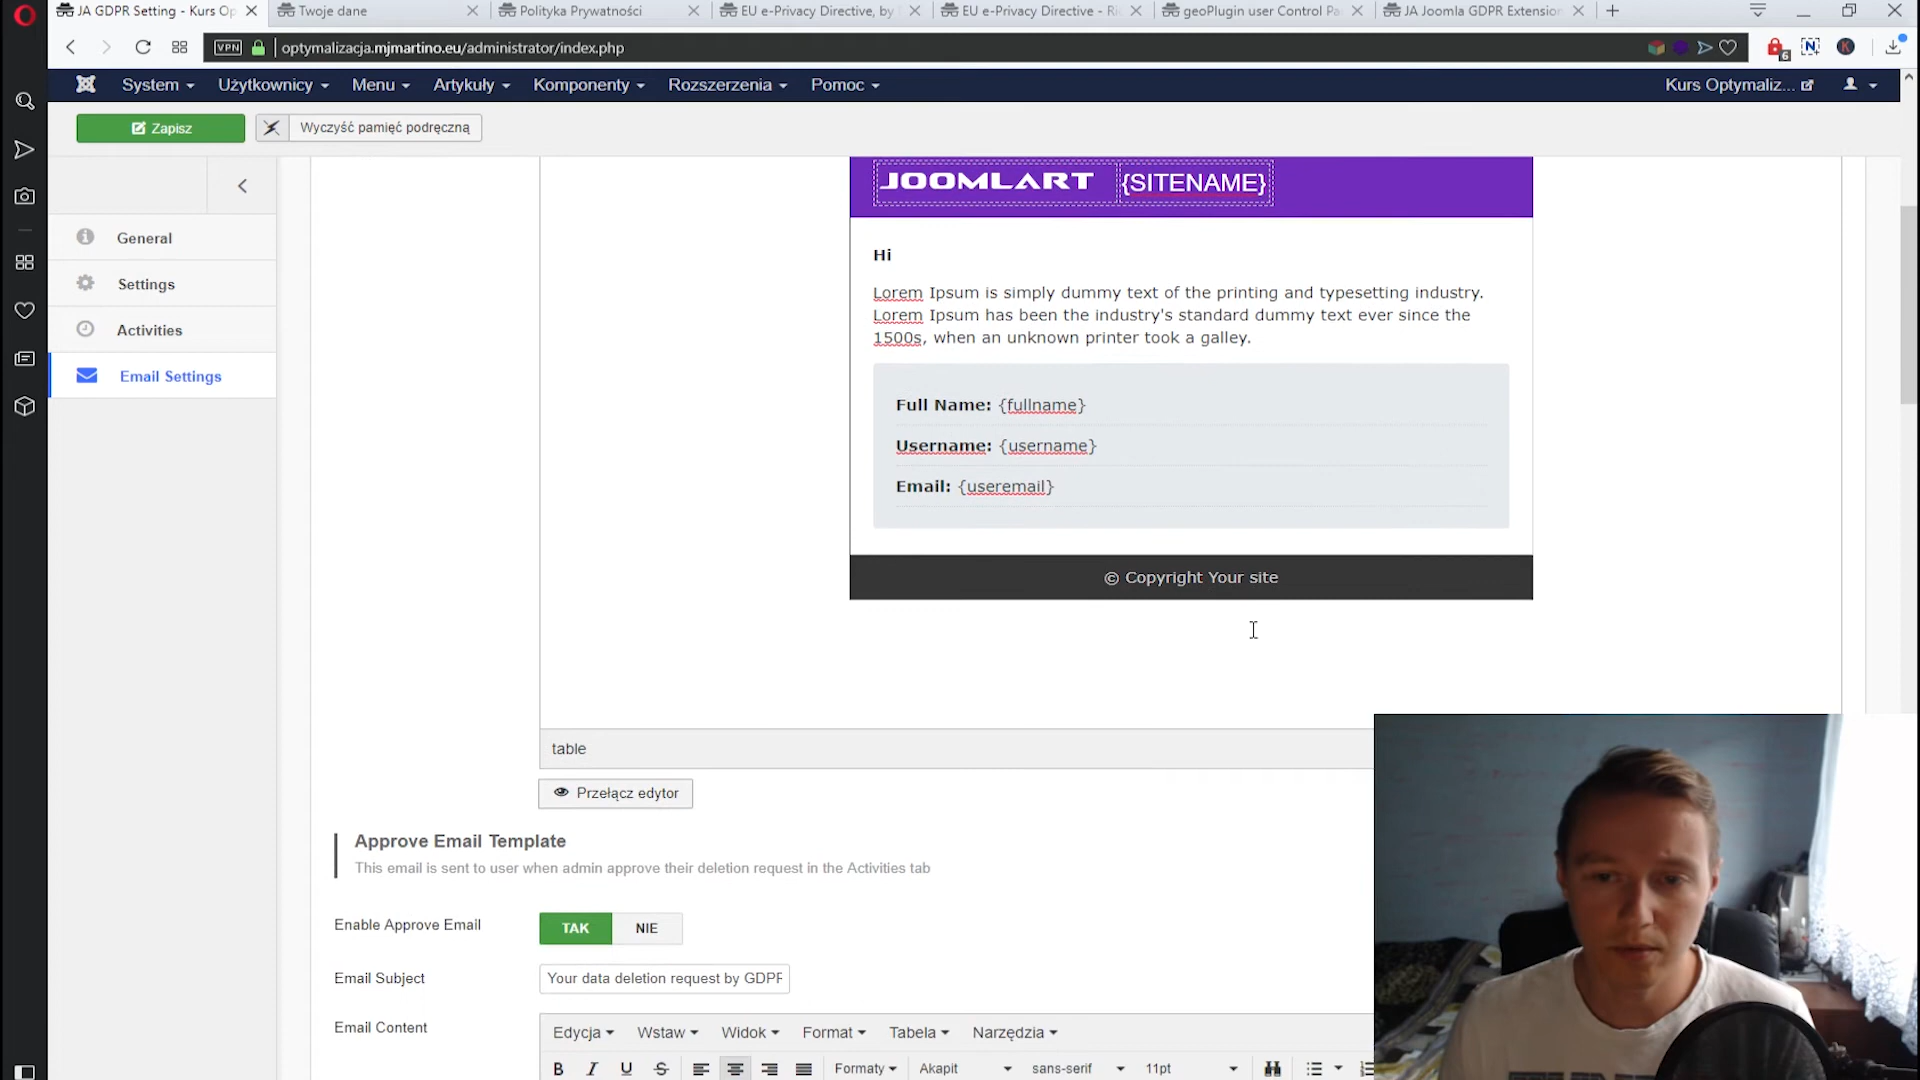 JA GDPR Setting - Kurs Op
Twoje dane
Polityka Prywatności
EU e-Privacy Directive, by
EU e-Privacy Directive - Ri
geoPlugin user Control Pa
JA Joomla GDPR Extension
VPN
optymalizacja.mjmartino.eu/administrator/index.php
6
N
K
System
Użytkownicy
Menu
Artykuły
Komponenty
Rozszerzenia
Pomoc
Kurs Optymaliz...
Zapisz
Wyczyść pamięć podręczną
General
Settings
Activities
Email Settings
JOOMLART {SITENAME}
Hi
Lorem Ipsum is simply dummy text of the printing and typesetting industry.
Lorem Ipsum has been the industry's standard dummy text ever since the
1500s, when an unknown printer took a galley.
Full Name: {fullname}
Username: {username}
Email: {useremail}
© Copyright Your site
table
Przełącz edytor
Approve Email Template
This email is sent to user when admin approve their deletion request in the Activities tab
Enable Approve Email
TAK
NIE
Email Subject
Your data deletion request by GDPR
Email Content
Edycja
Wstaw
Widok
Format
Tabela
Narzędzia
B
I
U
S
Formaty
Akapit
sans-serif
11pt